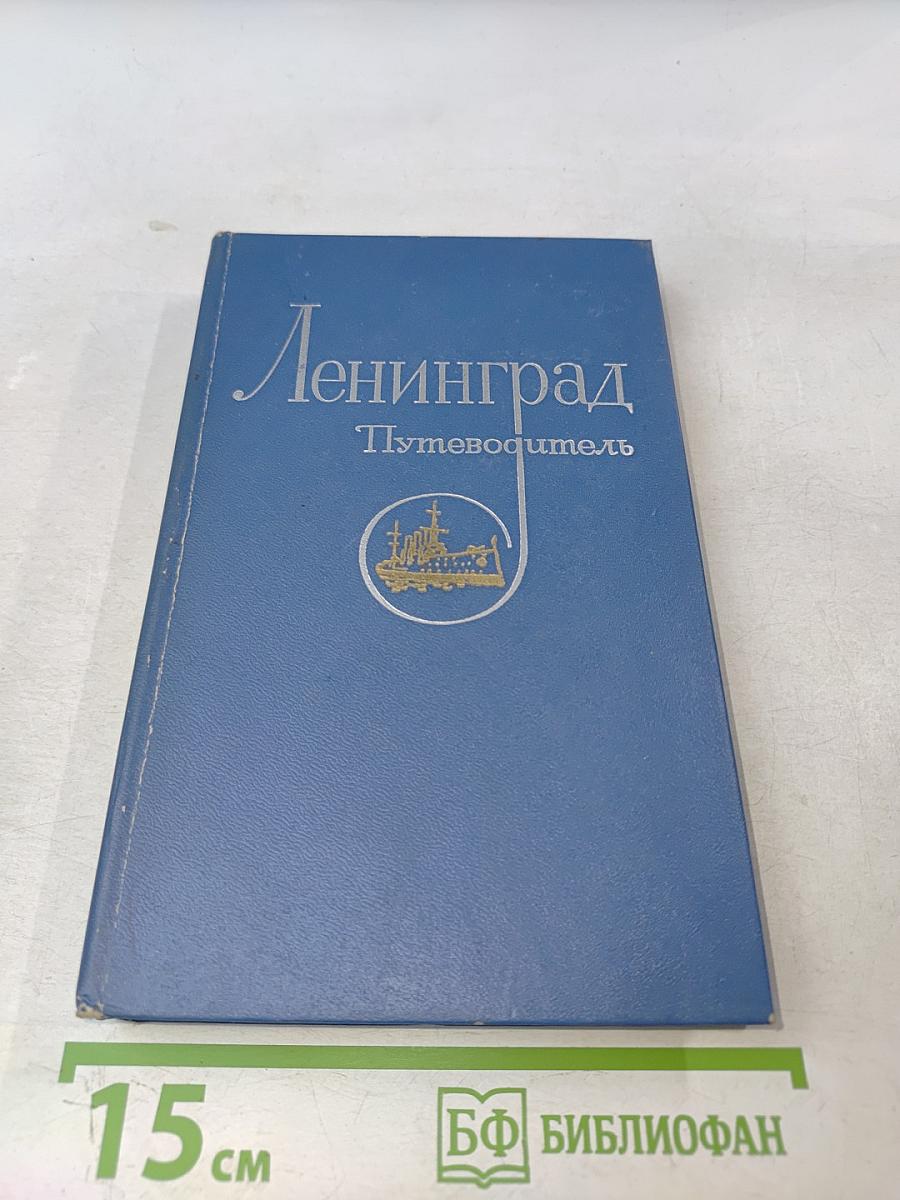 Ленинград
Путеводитель
15 см
БФ БИБЛИОФАН